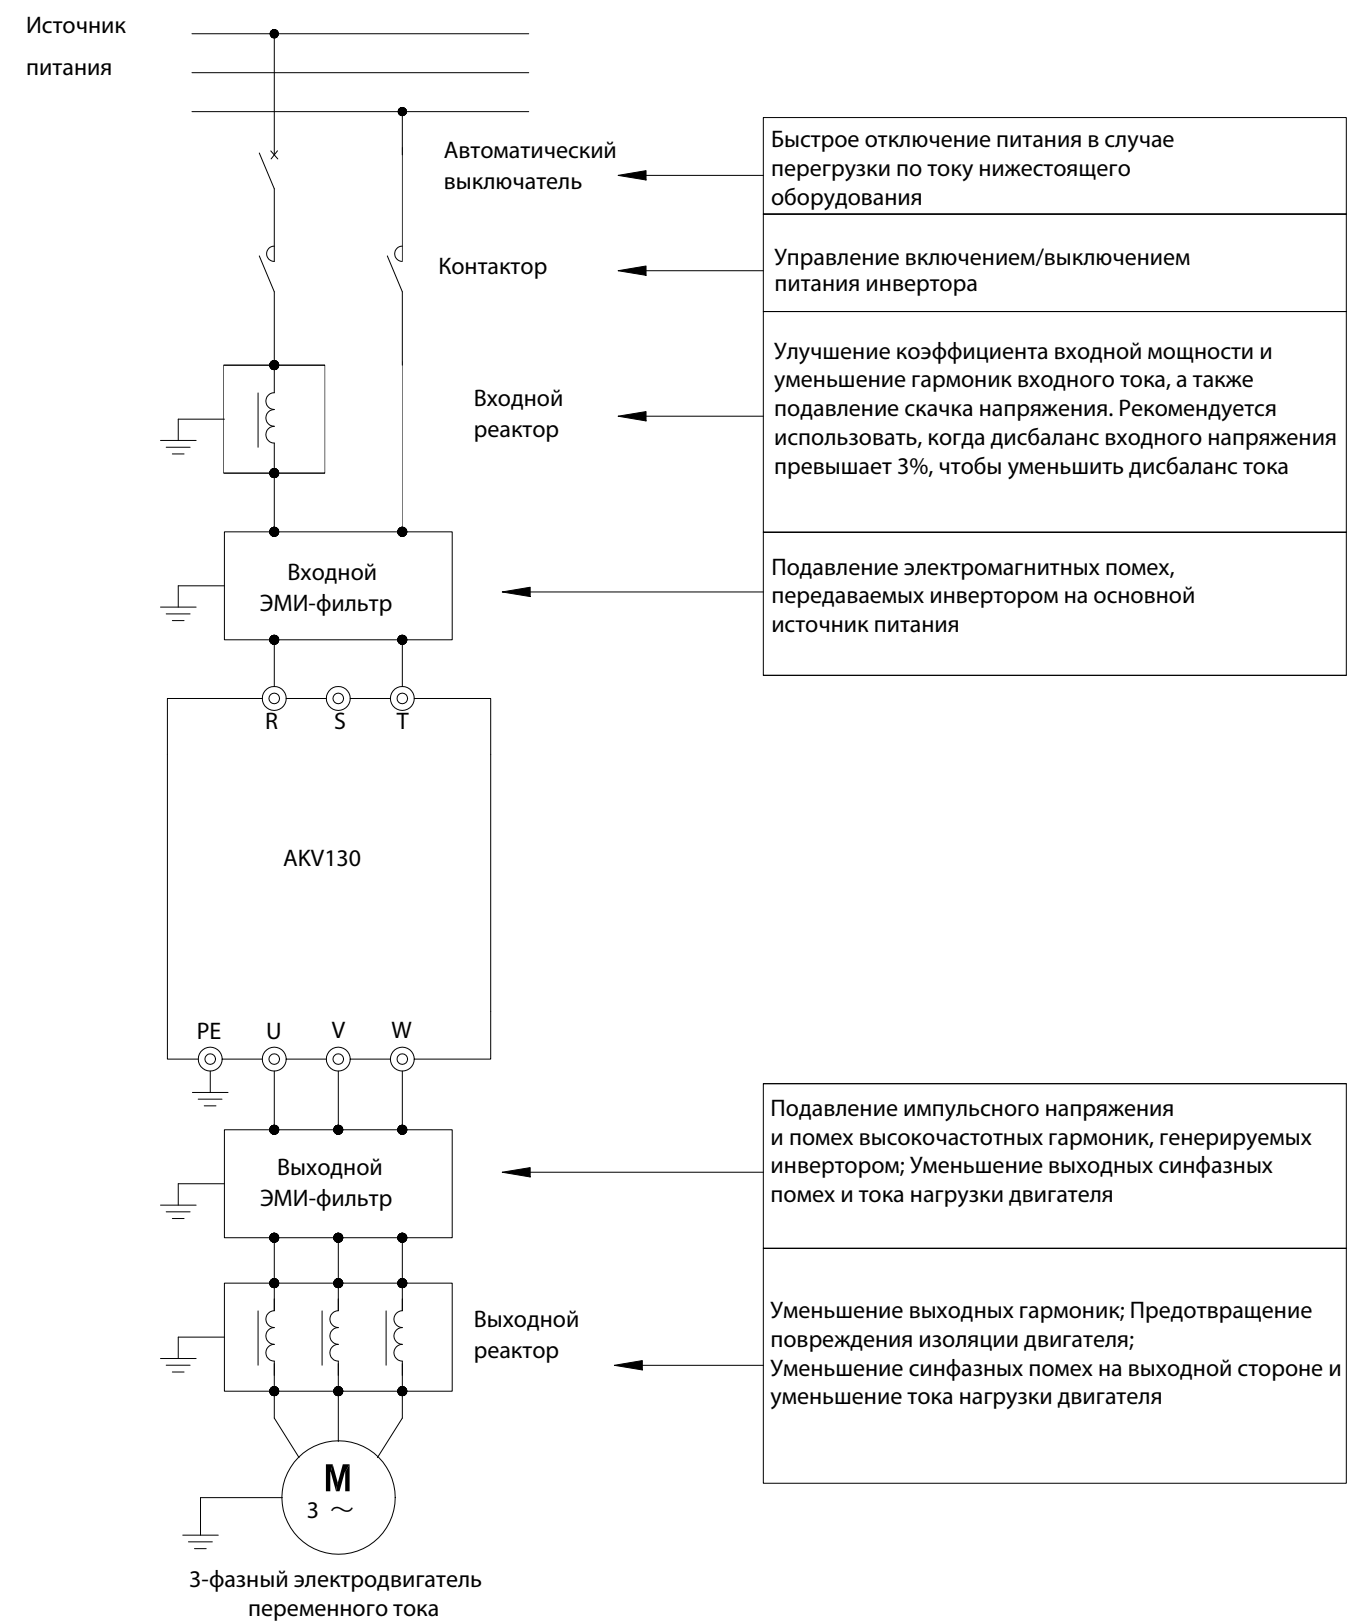 Источник
питания
Автоматический
выключатель
Быстрое отключение питания в случае
перегрузки по току нижестоящего
оборудования
Контактор
Управление включением/выключением
питания инвертора
Входной
реактор
Улучшение коэффициента входной мощности и
уменьшение гармоник входного тока, а также
подавление скачка напряжения. Рекомендуется
использовать, когда дисбаланс входного напряжения
превышает 3%, чтобы уменьшить дисбаланс тока
Входной
ЭМИ-фильтр
Подавление электромагнитных помех,
передаваемых инвертором на основной
источник питания
R S T
AKV130
PE U V W
Выходной
ЭМИ-фильтр
Подавление импульсного напряжения
и помех высокочастотных гармоник, генерируемых
инвертором; Уменьшение выходных синфазных
помех и тока нагрузки двигателя
Выходной
реактор
Уменьшение выходных гармоник; Предотвращение
повреждения изоляции двигателя;
Уменьшение синфазных помех на выходной стороне и
уменьшение тока нагрузки двигателя
M
3 ~
3-фазный электродвигатель
переменного тока